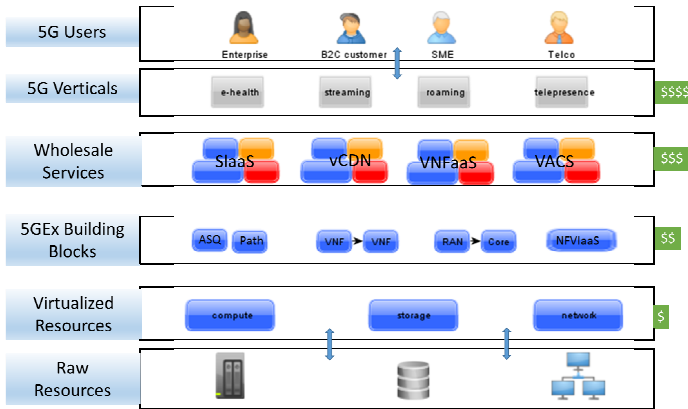 5G Users
Enterprise B2C customer SME Telco
5G Verticals
e-health streaming roaming telepresence
$$$$
Wholesale
Services
SIaaS vCDN VNFaaS VACS
$$$
5GEx Building
Blocks
ASQ Path VNF VNF RAN Core NFVIaaS
$$
Virtualized
Resources
compute storage network
$
Raw
Resources